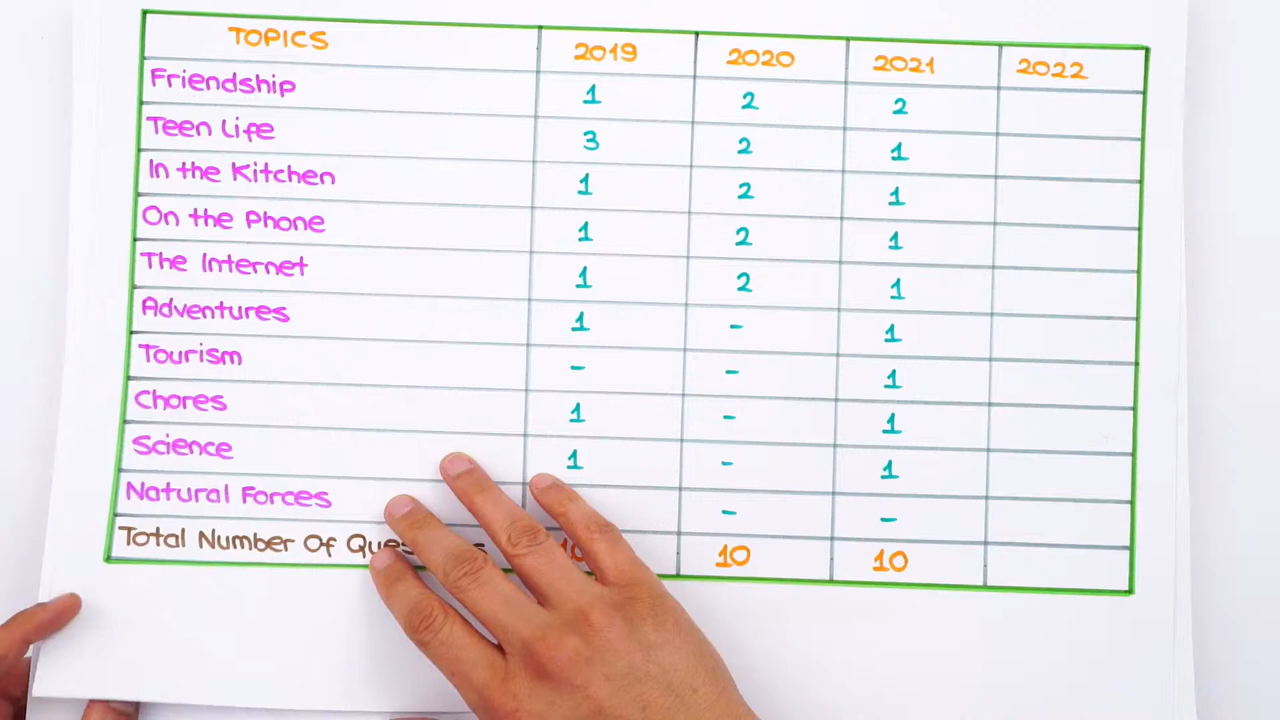 TOPICS 2019 2020 2021 2022
Friendship 1 2 2
Teen Life 3 2 1
In the Kitchen 1 2 1
On the Phone 1 2 1
The Internet 1 2 1
Adventures 1 - 1
Tourism - - 1
Chores 1 - 1
Science 1 - 1
Natural Forces - -
Total Number Of 10 10